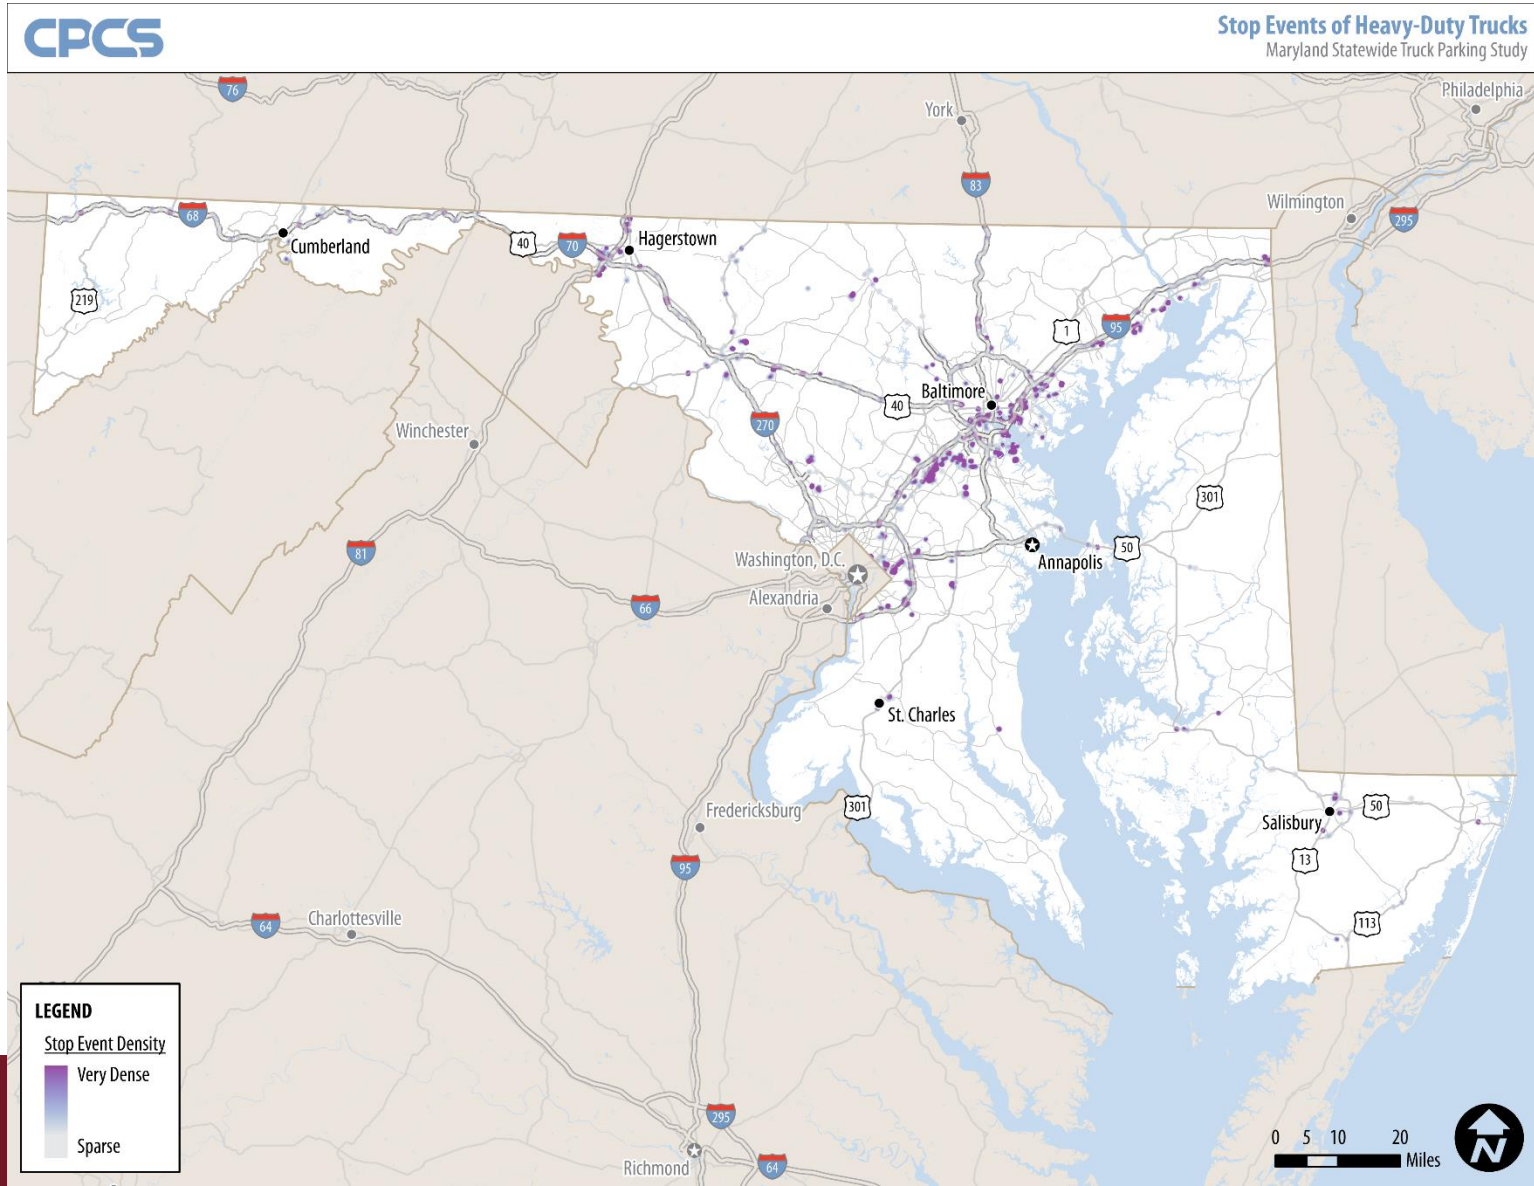 CPCS
Stop Events of Heavy-Duty Trucks
Maryland Statewide Truck Parking Study
76
Philadelphia
York
83
Wilmington
295
68
Cumberland
40
70
Hagerstown
219
1
95
Baltimore
40
270
Winchester
301
81
Washington, D.C.
Annapolis
50
66
Alexandria
St. Charles
301
Fredericksburg
50
Salisbury
13
95
Charlottesville
64
113
LEGEND
Stop Event Density
Very Dense
Sparse
295
Richmond
64
0 5 10 20
Miles
N